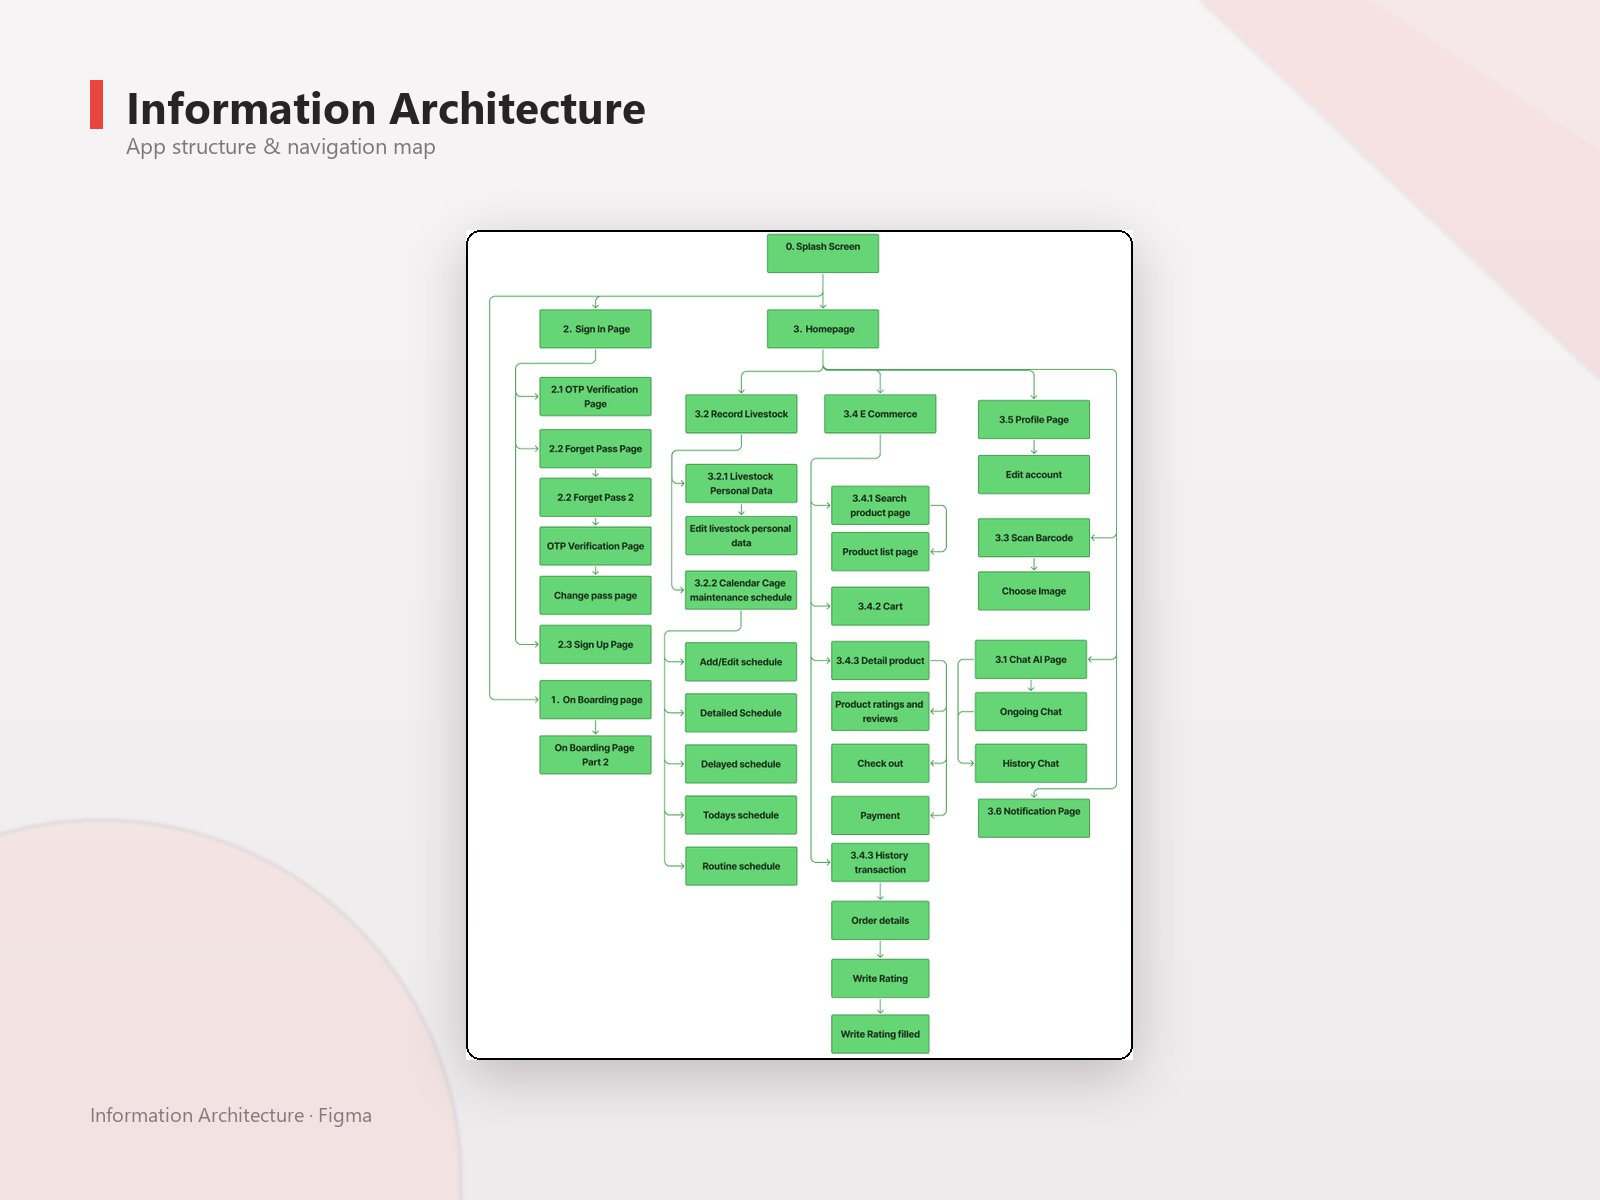 Information Architecture
App structure & navigation map
0. Splash Screen
2. Sign In Page
3. Homepage
2.1 OTP Verification
Page
2.2 Forget Pass Page
2.2 Forget Pass 2
OTP Verification Page
Change pass page
2.3 Sign Up Page
1. On Boarding page
On Boarding Page
Part 2
3.2 Record Livestock
3.2.1 Livestock
Personal Data
Edit livestock personal
data
3.2.2 Calendar Cage
maintenance schedule
Add/Edit schedule
Detailed Schedule
Delayed schedule
Todays schedule
Routine schedule
3.4 E Commerce
3.4.1 Search
product page
Product list page
3.4.2 Cart
3.4.3 Detail product
Product ratings and
reviews
Check out
Payment
3.4.3 History
transaction
Order details
Write Rating
Write Rating filled
3.5 Profile Page
Edit account
3.3 Scan Barcode
Choose Image
3.1 Chat AI Page
Ongoing Chat
History Chat
3.6 Notification Page
Information Architecture · Figma